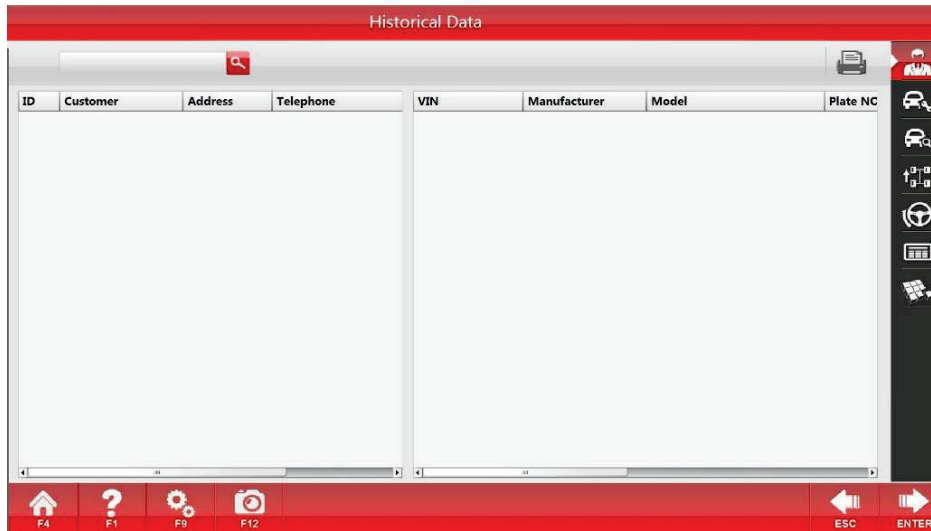 Historical Data
ID Customer Address Telephone VIN Manufacturer Model Plate NO
F4 F1 F9 F12 ESC ENTER